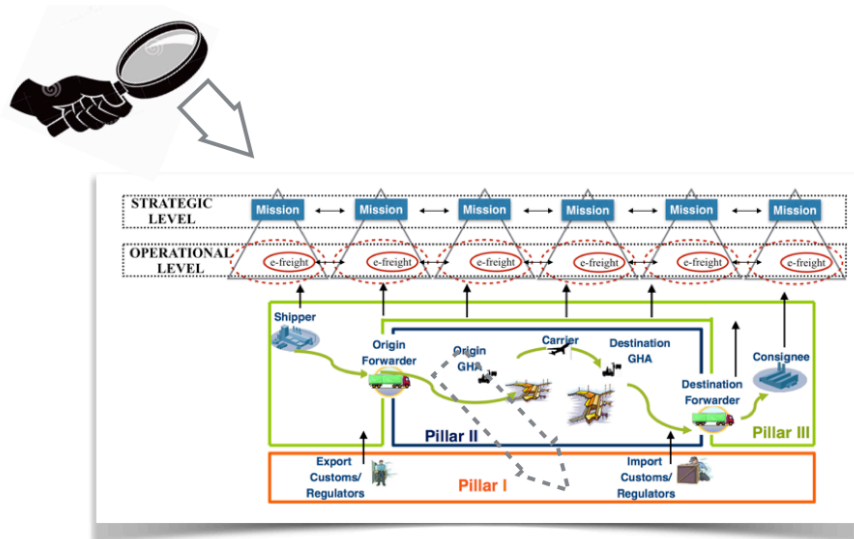 STRATEGIC
LEVEL
Mission
Mission
Mission
Mission
Mission
Mission
OPERATIONAL
LEVEL
e-freight
e-freight
e-freight
e-freight
e-freight
e-freight
Shipper
Origin
Forwarder
Origin
GHA
Carrier
Destination
GHA
Consignee
Destination
Forwarder
Pillar II
Pillar III
Export
Customs/
Regulators
Pillar I
Import
Customs/
Regulators